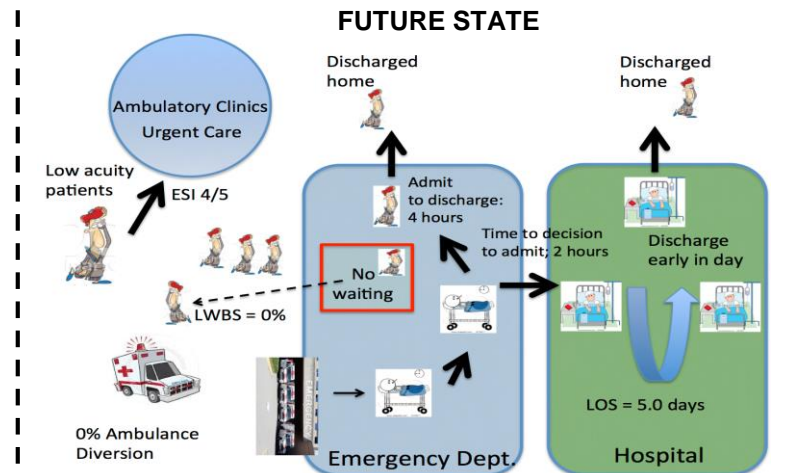 FUTURE STATE
Ambulatory Clinics
Urgent Care
Low acuity
patients
ESI 4/5
LWBS = 0%
0% Ambulance
Diversion
Discharged
home
Admit
to discharge:
4 hours
No
waiting
Time to decision
to admit; 2 hours
Emergency Dept.
Discharged
home
Discharge
early in day
LOS = 5.0 days
Hospital